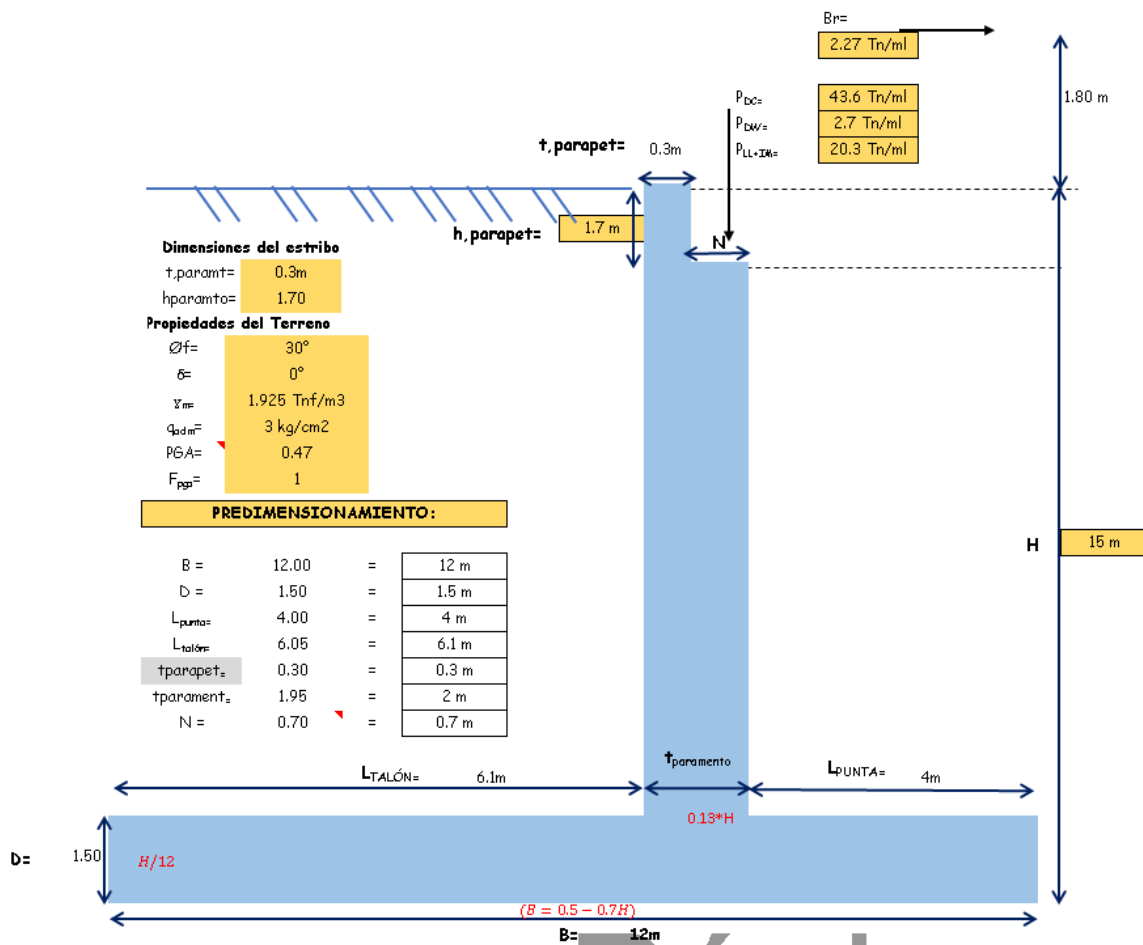 Br=
2.27 Tn/ml
PDC= 43.6 Tn/ml
PDW= 2.7 Tn/ml
PLL+IM= 20.3 Tn/ml
1.80 m
t,parapet= 0.3m
h,parapet= 1.7 m
N
Dimensiones del estribo
t,paramt= 0.3m
hparamto= 1.70
Propiedades del Terreno
Øf= 30°
δ= 0°
γm= 1.925 Tnf/m3
qadm= 3 kg/cm2
PGA= 0.47
Fpga= 1
PREDIMENSIONAMIENTO:
B = 12.00 = 12 m
D = 1.50 = 1.5 m
Lpunta= 4.00 = 4 m
Ltalón= 6.05 = 6.1 m
tparapet= 0.30 = 0.3 m
tparament= 1.95 = 2 m
N = 0.70 = 0.7 m
H 15 m
LTALÓN= 6.1m
tparamento
LPUNTA= 4m
0.13*H
D= 1.50 H/12
(B = 0.5 − 0.7H)
B= 12m